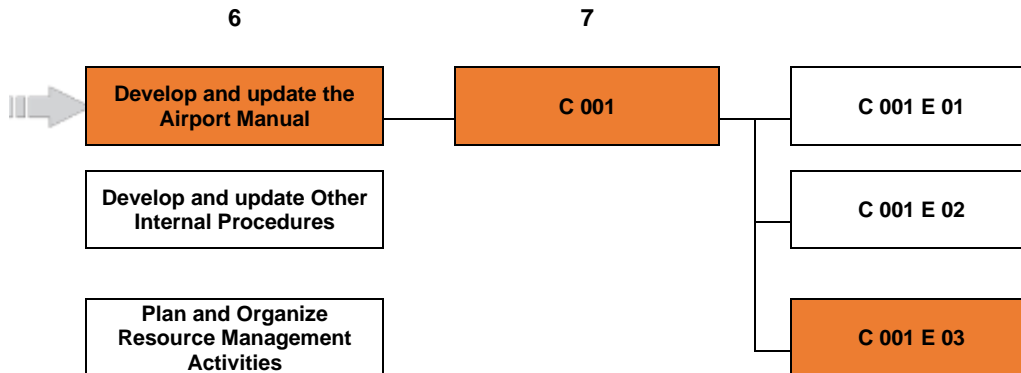 6 7
Develop and update the
Airport Manual
C 001
C 001 E 01
Develop and update Other
Internal Procedures
C 001 E 02
Plan and Organize
Resource Management
Activities
C 001 E 03